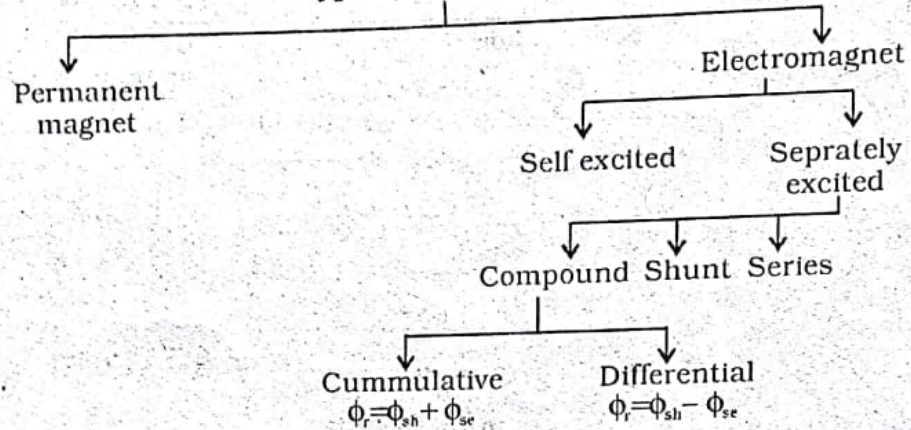 Electromagnet
Permanent
magnet
Self excited
Seprately
excited
Compound Shunt Series
Cummulative
ϕr=ϕsh+ ϕse
Differential
ϕr=ϕsh− ϕse